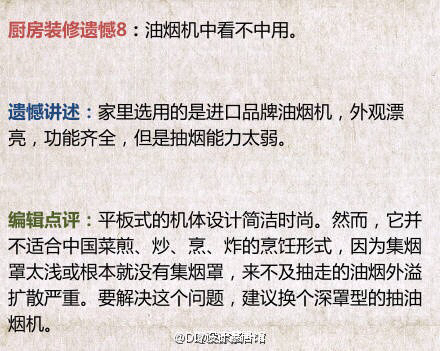 厨房装修遗憾8：油烟机中看不中用。
遗憾讲述：家里选用的是进口品牌油烟机，外观漂
亮，功能齐全，但是抽烟能力太弱。
编辑点评：平板式的机体设计简洁时尚。然而，它并
不适合中国菜煎、炒、烹、炸的烹饪形式，因为集烟
罩太浅或根本就没有集烟罩，来不及抽走的油烟外溢
扩散严重。要解决这个问题，建议换个深罩型的抽油
烟机。